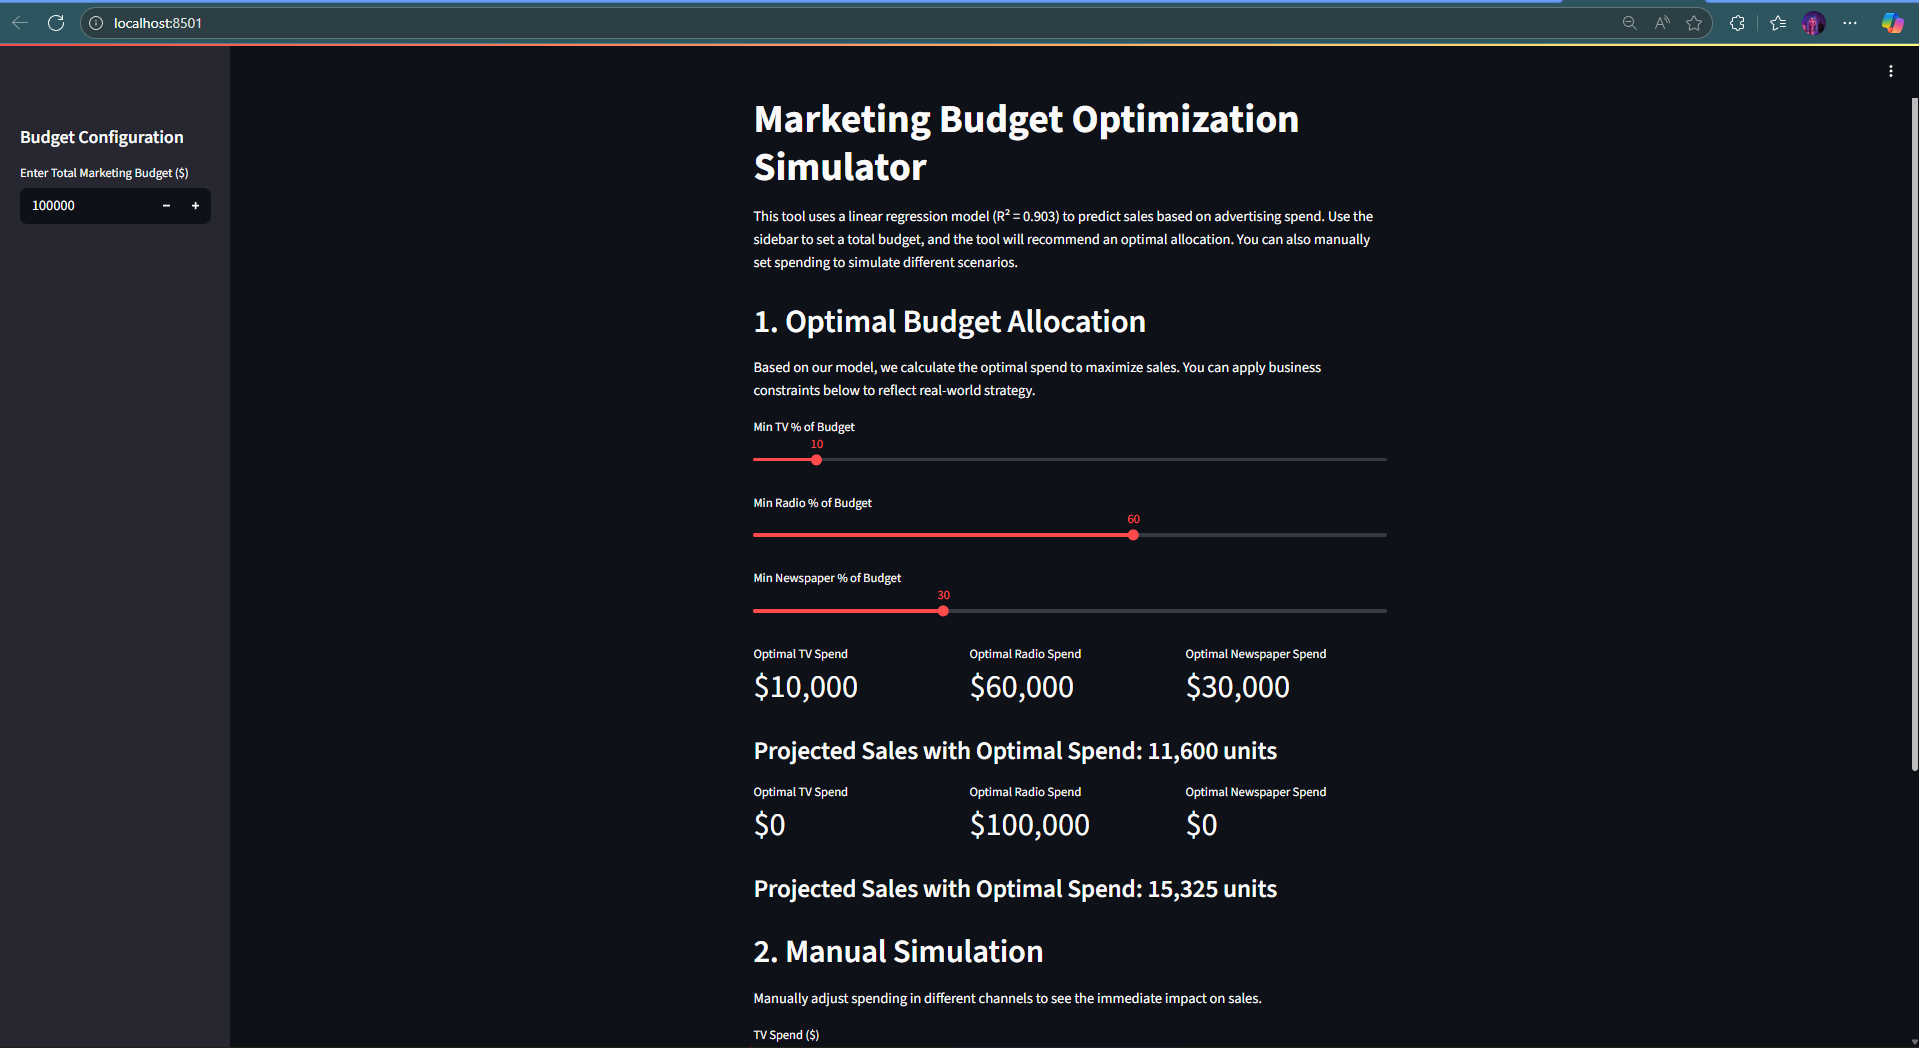 localhost:8501
Budget Configuration
Enter Total Marketing Budget ($)
100000
Marketing Budget Optimization
Simulator
This tool uses a linear regression model (R² = 0.903) to predict sales based on advertising spend. Use the
sidebar to set a total budget, and the tool will recommend an optimal allocation. You can also manually
set spending to simulate different scenarios.
1. Optimal Budget Allocation
Based on our model, we calculate the optimal spend to maximize sales. You can apply business
constraints below to reflect real-world strategy.
Min TV % of Budget
10
Min Radio % of Budget
60
Min Newspaper % of Budget
30
Optimal TV Spend Optimal Radio Spend Optimal Newspaper Spend
$10,000 $60,000 $30,000
Projected Sales with Optimal Spend: 11,600 units
Optimal TV Spend Optimal Radio Spend Optimal Newspaper Spend
$0 $100,000 $0
Projected Sales with Optimal Spend: 15,325 units
2. Manual Simulation
Manually adjust spending in different channels to see the immediate impact on sales.
TV Spend ($)